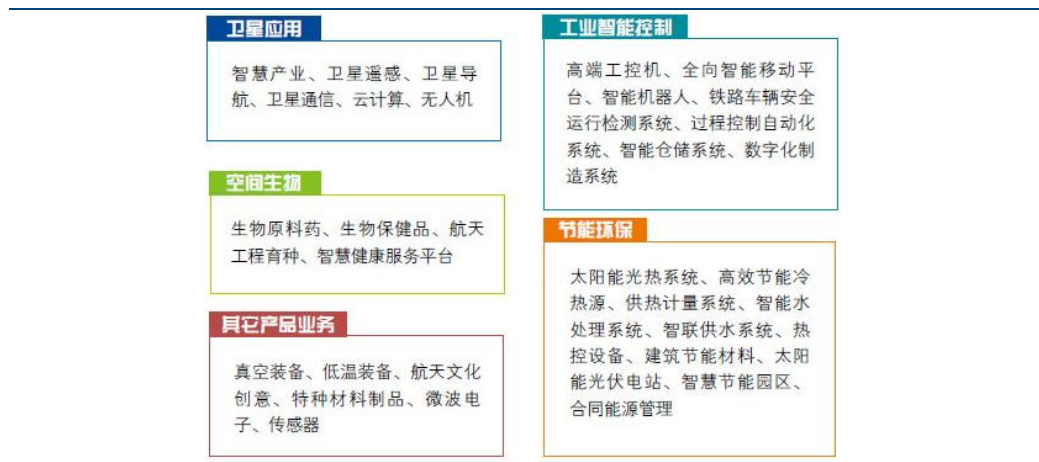 卫星应用
智慧产业、卫星遥感、卫星导
航、卫星通信、云计算、无人机
空间生物
生物原料药、生物保健品、航天
工程育种、智慧健康服务平台
其它产品业务
真空装备、低温装备、航天文化
创意、特种材料制品、微波电
子、传感器
工业智能控制
高端工控机、全向智能移动平
台、智能机器人、铁路车辆安全
运行检测系统、过程控制自动化
系统、智能仓储系统、数字化制
造系统
节能环保
太阳能光热系统、高效节能冷
热源、供热计量系统、智能水
处理系统、智联供水系统、热
控设备、建筑节能材料、太阳
能光伏电站、智慧节能园区、
合同能源管理